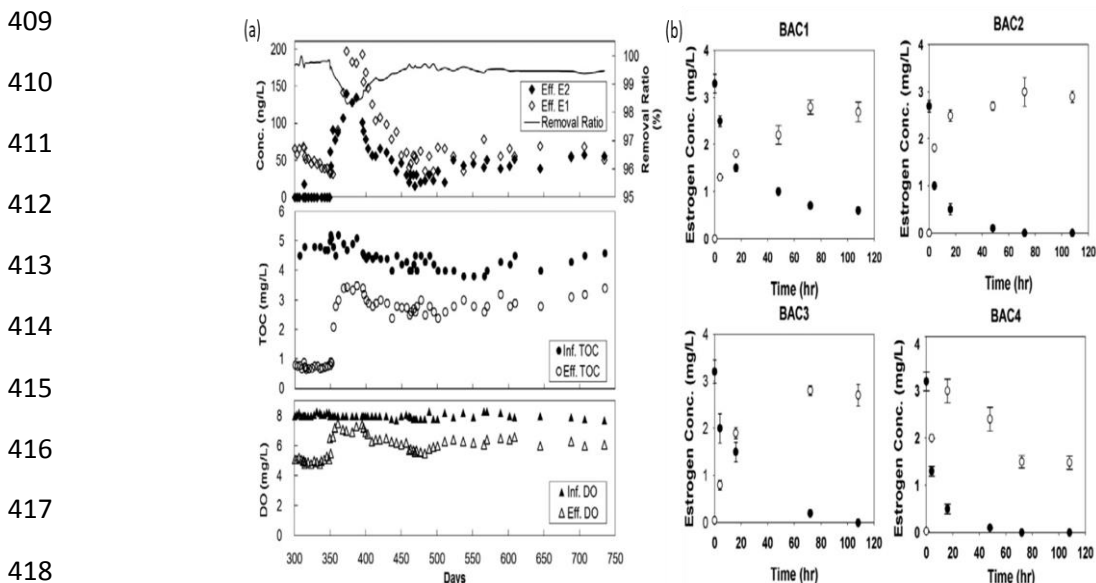 409
410
411
412
413
414
415
416
417
418
(a)
200
150
100
50
0
Conc. (ng/L)
100
99
98
97
96
95
Removal Ratio
(%)
Eff. E2
Eff. E1
Removal Ratio
6
5
4
3
2
1
0
TOC (mg/L)
Inf. TOC
Eff. TOC
8
6
4
2
0
DO (mg/L)
Inf. DO
Eff. DO
300 350 400 450 500 550 600 650 700 750
Days
(b)
BAC1
4
3
2
1
0
Estrogen Conc. (mg/L)
0 20 40 60 80 100 120
Time (hr)
BAC2
4
3
2
1
0
Estrogen Conc. (mg/L)
0 20 40 60 80 100 120
Time (hr)
BAC3
4
3
2
1
0
Estrogen Conc. (mg/L)
0 20 40 60 80 100 120
Time (hr)
BAC4
4
3
2
1
0
Estrogen Conc. (mg/L)
0 20 40 60 80 100 120
Time (hr)